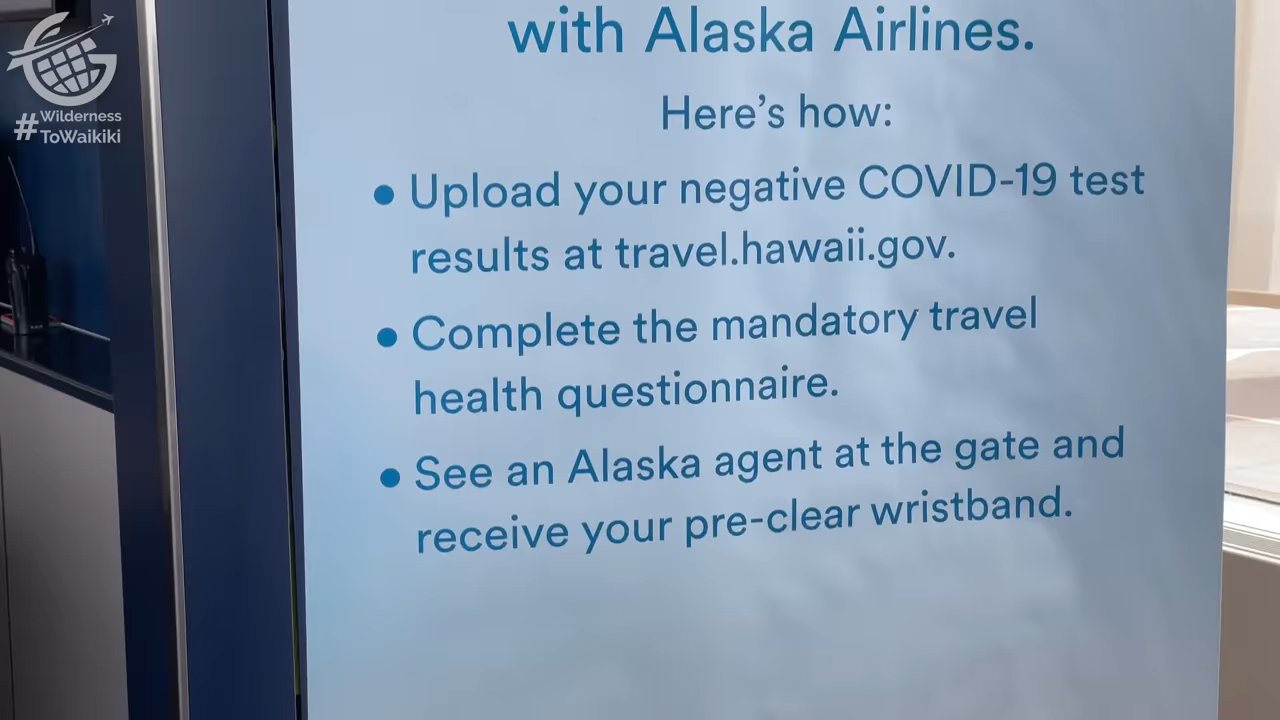 with Alaska Airlines.
Here's how:
• Upload your negative COVID-19 test
results at travel.hawaii.gov.
• Complete the mandatory travel
health questionnaire.
• See an Alaska agent at the gate and
receive your pre-clear wristband.
#Wilderness
ToWaikiki